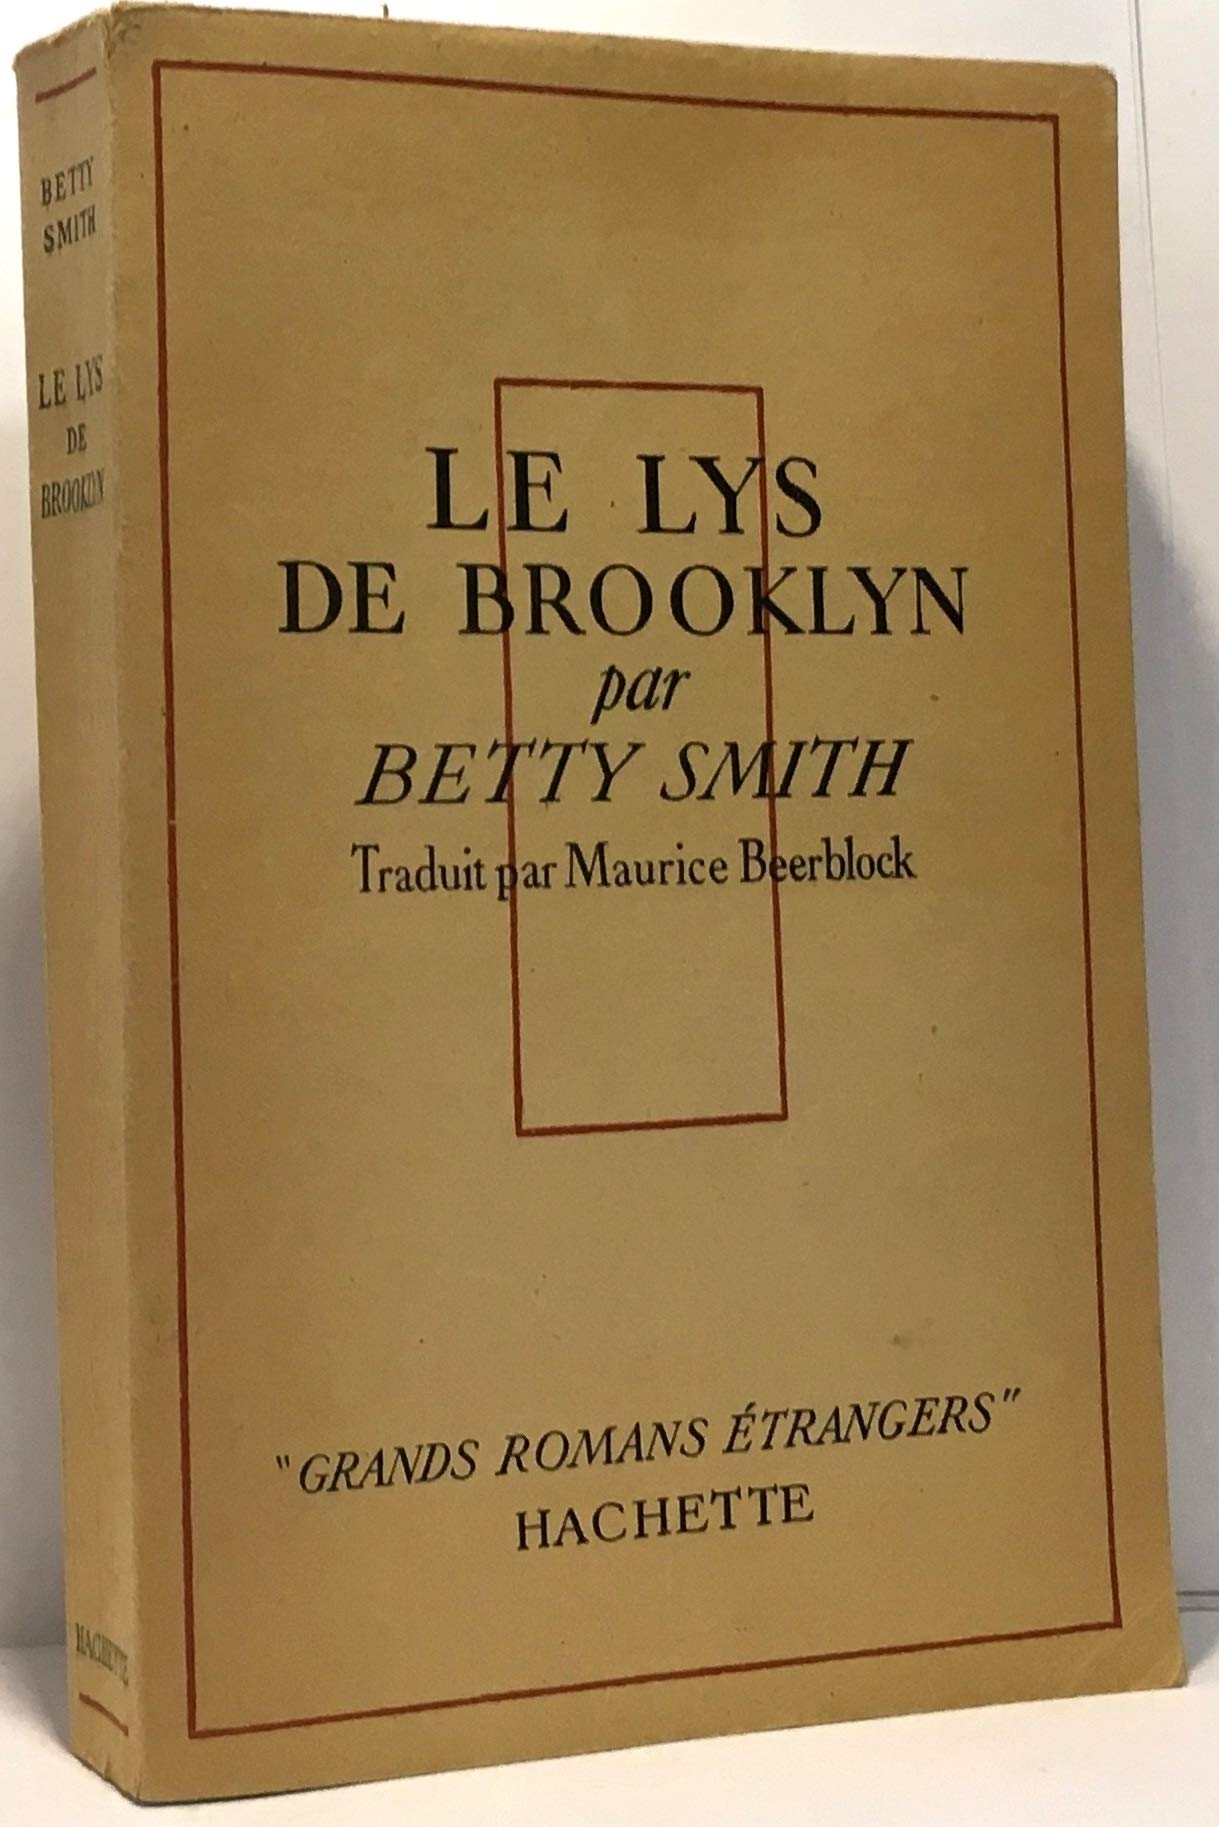 BETTY
SMITH
LE LYS
DE
BROOKLYN
HACHETTE
LE LYS
DE BROOKLYN
par
BETTY SMITH
Traduit par Maurice Beerblock
"GRANDS ROMANS ÉTRANGERS"
HACHETTE